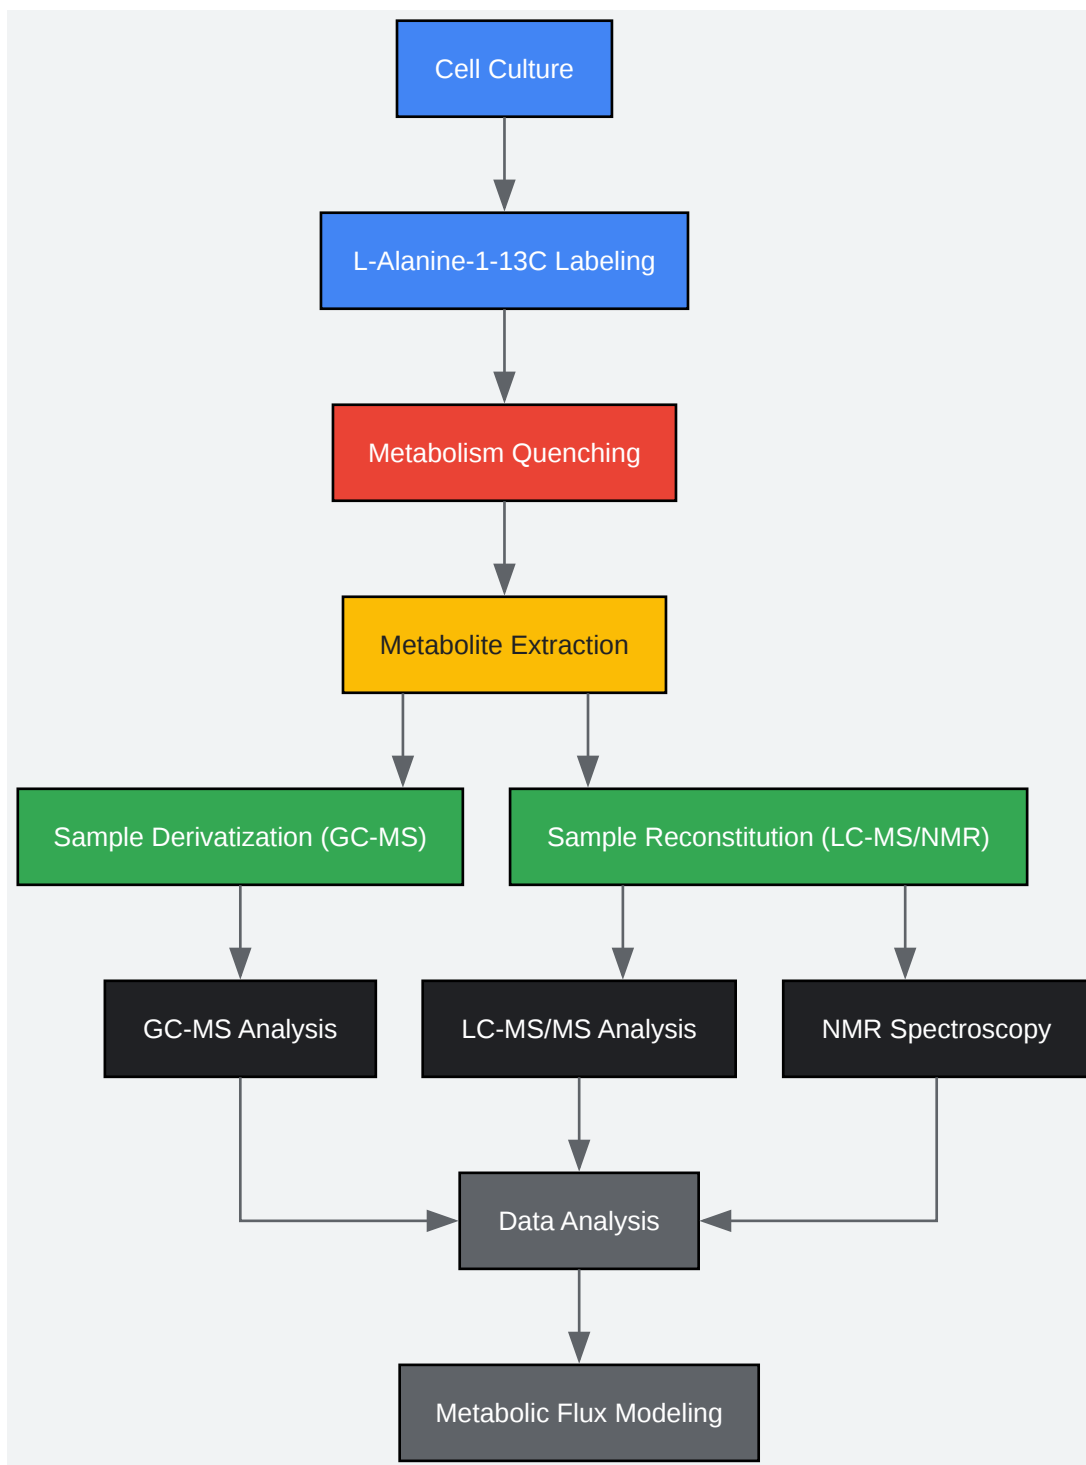 Cell Culture
L-Alanine-1-13C Labeling
Metabolism Quenching
Metabolite Extraction
Sample Derivatization (GC-MS)
Sample Reconstitution (LC-MS/NMR)
GC-MS Analysis
LC-MS/MS Analysis
NMR Spectroscopy
Data Analysis
Metabolic Flux Modeling